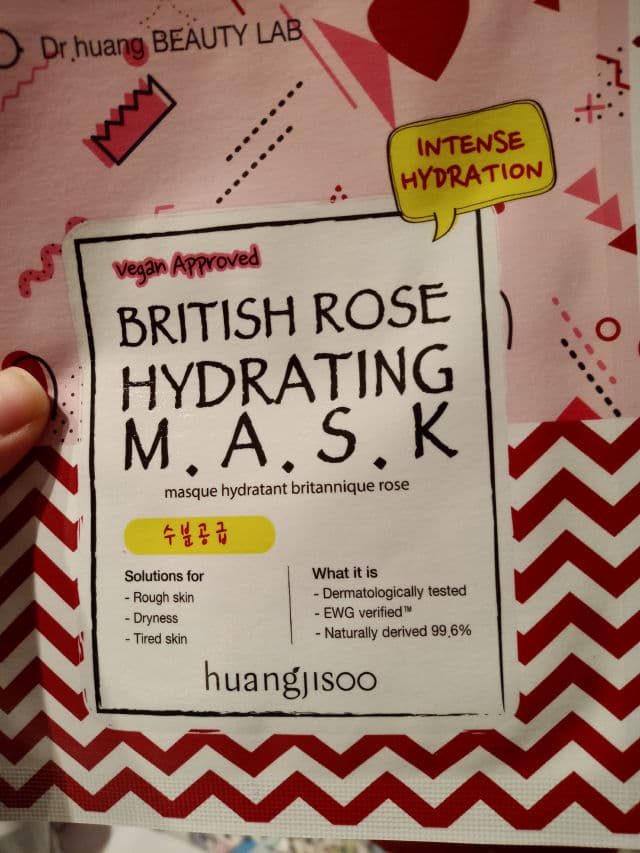 Dr.huang BEAUTY LAB
INTENSE
HYDRATION
Vegan Approved
BRITISH ROSE
HYDRATING
M.A.S.K
masque hydratant britannique rose
수분공급
Solutions for
- Rough skin
- Dryness
- Tired skin
What it is
- Dermatologically tested
- EWG verified™
- Naturally derived 99,6%
huangjisoo